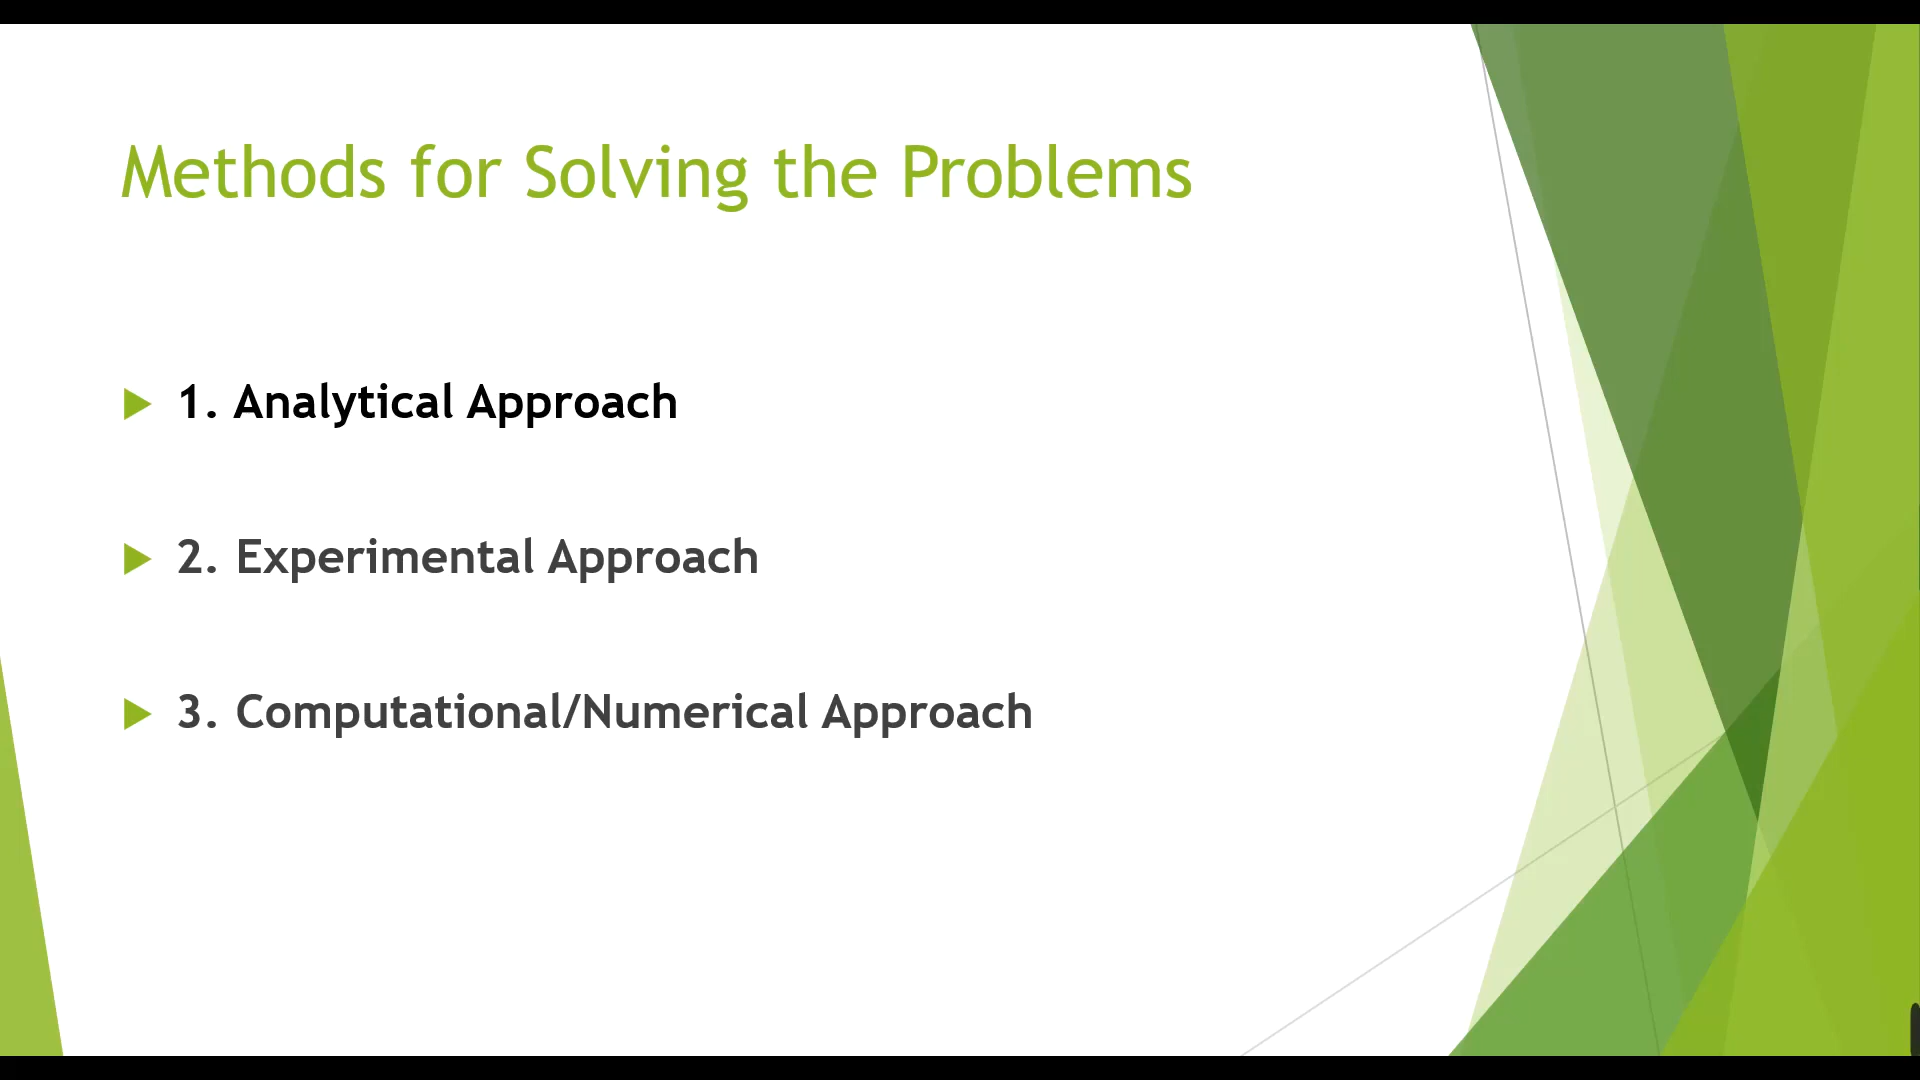 Methods for Solving the Problems
1. Analytical Approach
2. Experimental Approach
3. Computational/Numerical Approach